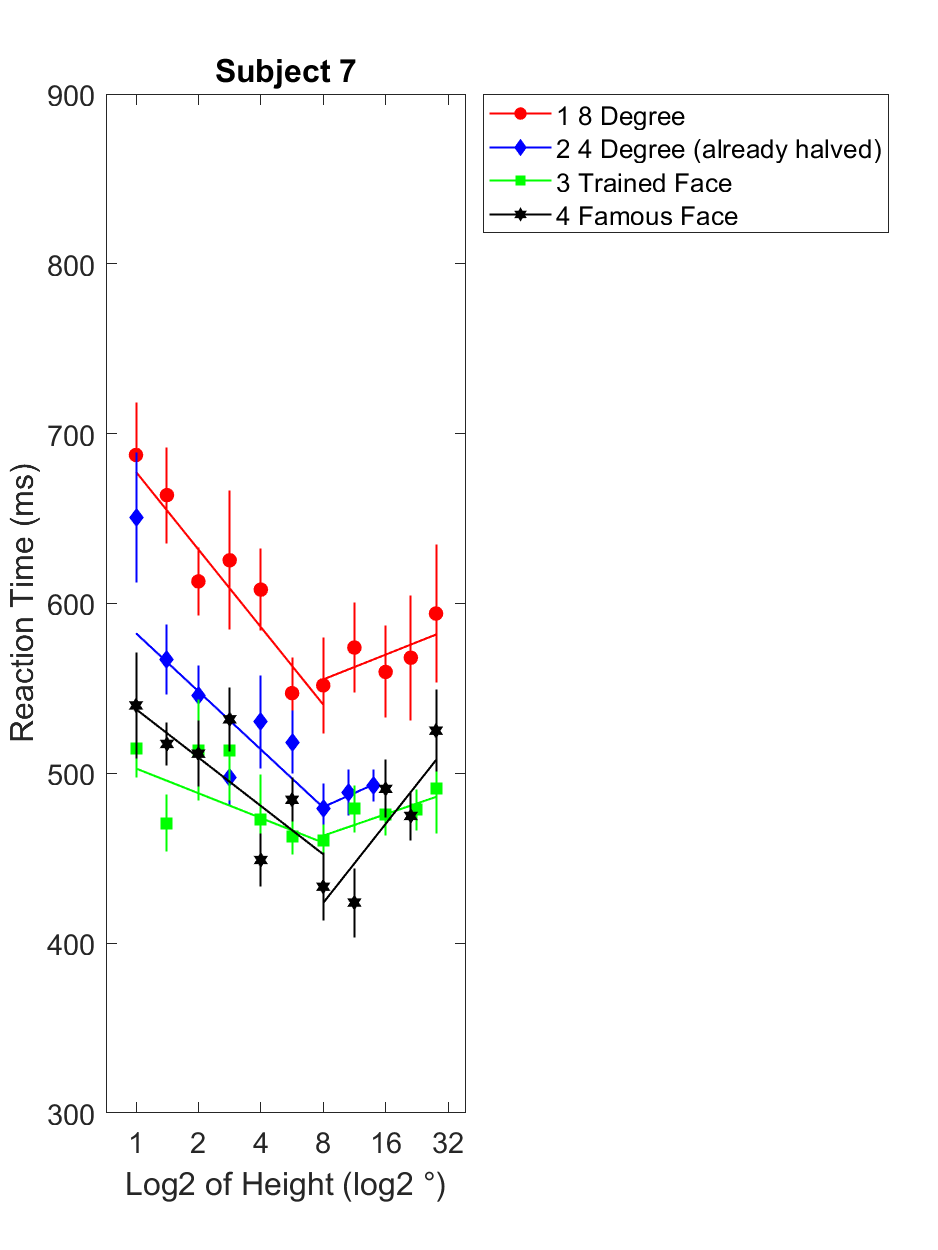 Subject 7
900
800
700
600
500
400
300
Reaction Time (ms)
1 2 4 8 16 32
Log2 of Height (log2 °)
1 8 Degree
2 4 Degree (already halved)
3 Trained Face
4 Famous Face